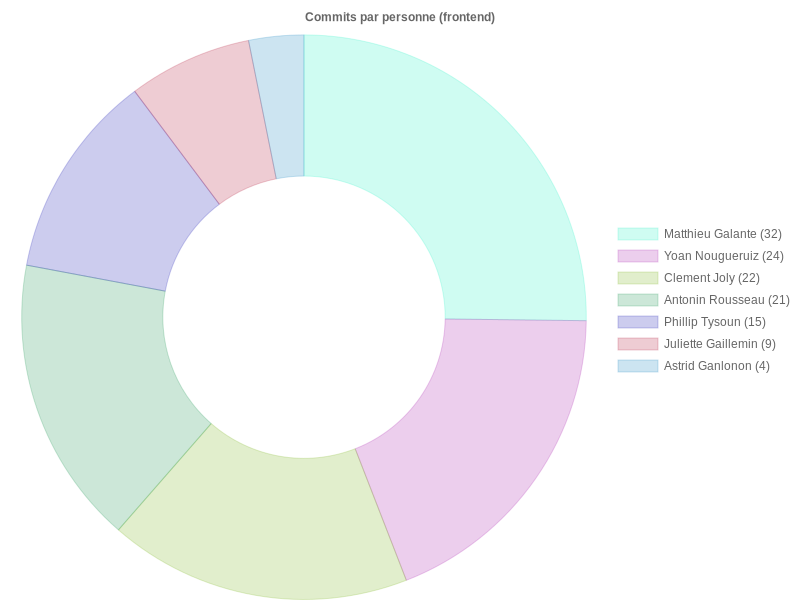 Commits par personne (frontend)
Matthieu Galante (32)
Yoan Nougueruiz (24)
Clement Joly (22)
Antonin Rousseau (21)
Phillip Tysoun (15)
Juliette Gaillemin (9)
Astrid Ganlonon (4)